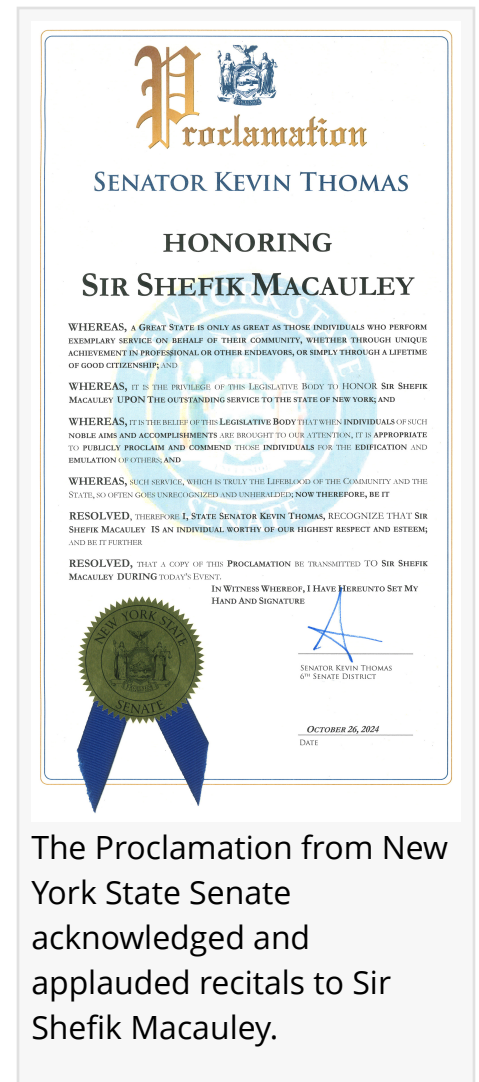 Proclamation
SENATOR KEVIN THOMAS
HONORING
SIR SHEFIK MACAULEY
WHEREAS, A GREAT STATE IS ONLY AS GREAT AS THOSE INDIVIDUALS WHO PERFORM
EXEMPLARY SERVICE ON BEHALF OF THEIR COMMUNITY, WHETHER THROUGH UNIQUE
ACHIEVEMENT IN PROFESSIONAL OR OTHER ENDEAVORS, OR SIMPLY THROUGH A LIFETIME
OF GOOD CITIZENSHIP; AND
WHEREAS, IT IS THE PRIVILEGE OF THIS LEGISLATIVE BODY TO HONOR SIR SHEFIK
MACAULEY UPON THE OUTSTANDING SERVICE TO THE STATE OF NEW YORK; AND
WHEREAS, IT IS THE BELIEF OF THIS LEGISLATIVE BODY THAT WHEN INDIVIDUALS OF SUCH
NOBLE AIMS AND ACCOMPLISHMENTS ARE BROUGHT TO OUR ATTENTION, IT IS APPROPRIATE
TO PUBLICLY PROCLAIM AND COMMEND THOSE INDIVIDUALS FOR THE EDIFICATION AND
EMULATION OF OTHERS; AND
WHEREAS, SUCH SERVICE, WHICH IS TRULY THE LIFEBLOOD OF THE COMMUNITY AND THE
STATE, SO OFTEN GOES UNRECOGNIZED AND UNHERALDED; NOW THEREFORE, BE IT
RESOLVED, THEREFORE I, STATE SENATOR KEVIN THOMAS, RECOGNIZE THAT SIR
SHEFIK MACAULEY IS AN INDIVIDUAL WORTHY OF OUR HIGHEST RESPECT AND ESTEEM;
AND BE IT FURTHER
RESOLVED, THAT A COPY OF THIS PROCLAMATION BE TRANSMITTED TO SIR SHEFIK
MACAULEY DURING TODAY'S EVENT.
IN WITNESS WHEREOF, I HAVE HEREUNTO SET MY
HAND AND SIGNATURE
NEW YORK STATE
SENATE
SENATOR KEVIN THOMAS
6TH SENATE DISTRICT
OCTOBER 26, 2024
DATE
NEW YORK STATE
SENATE
The Proclamation from New
York State Senate
acknowledged and
applauded recitals to Sir
Shefik Macauley.